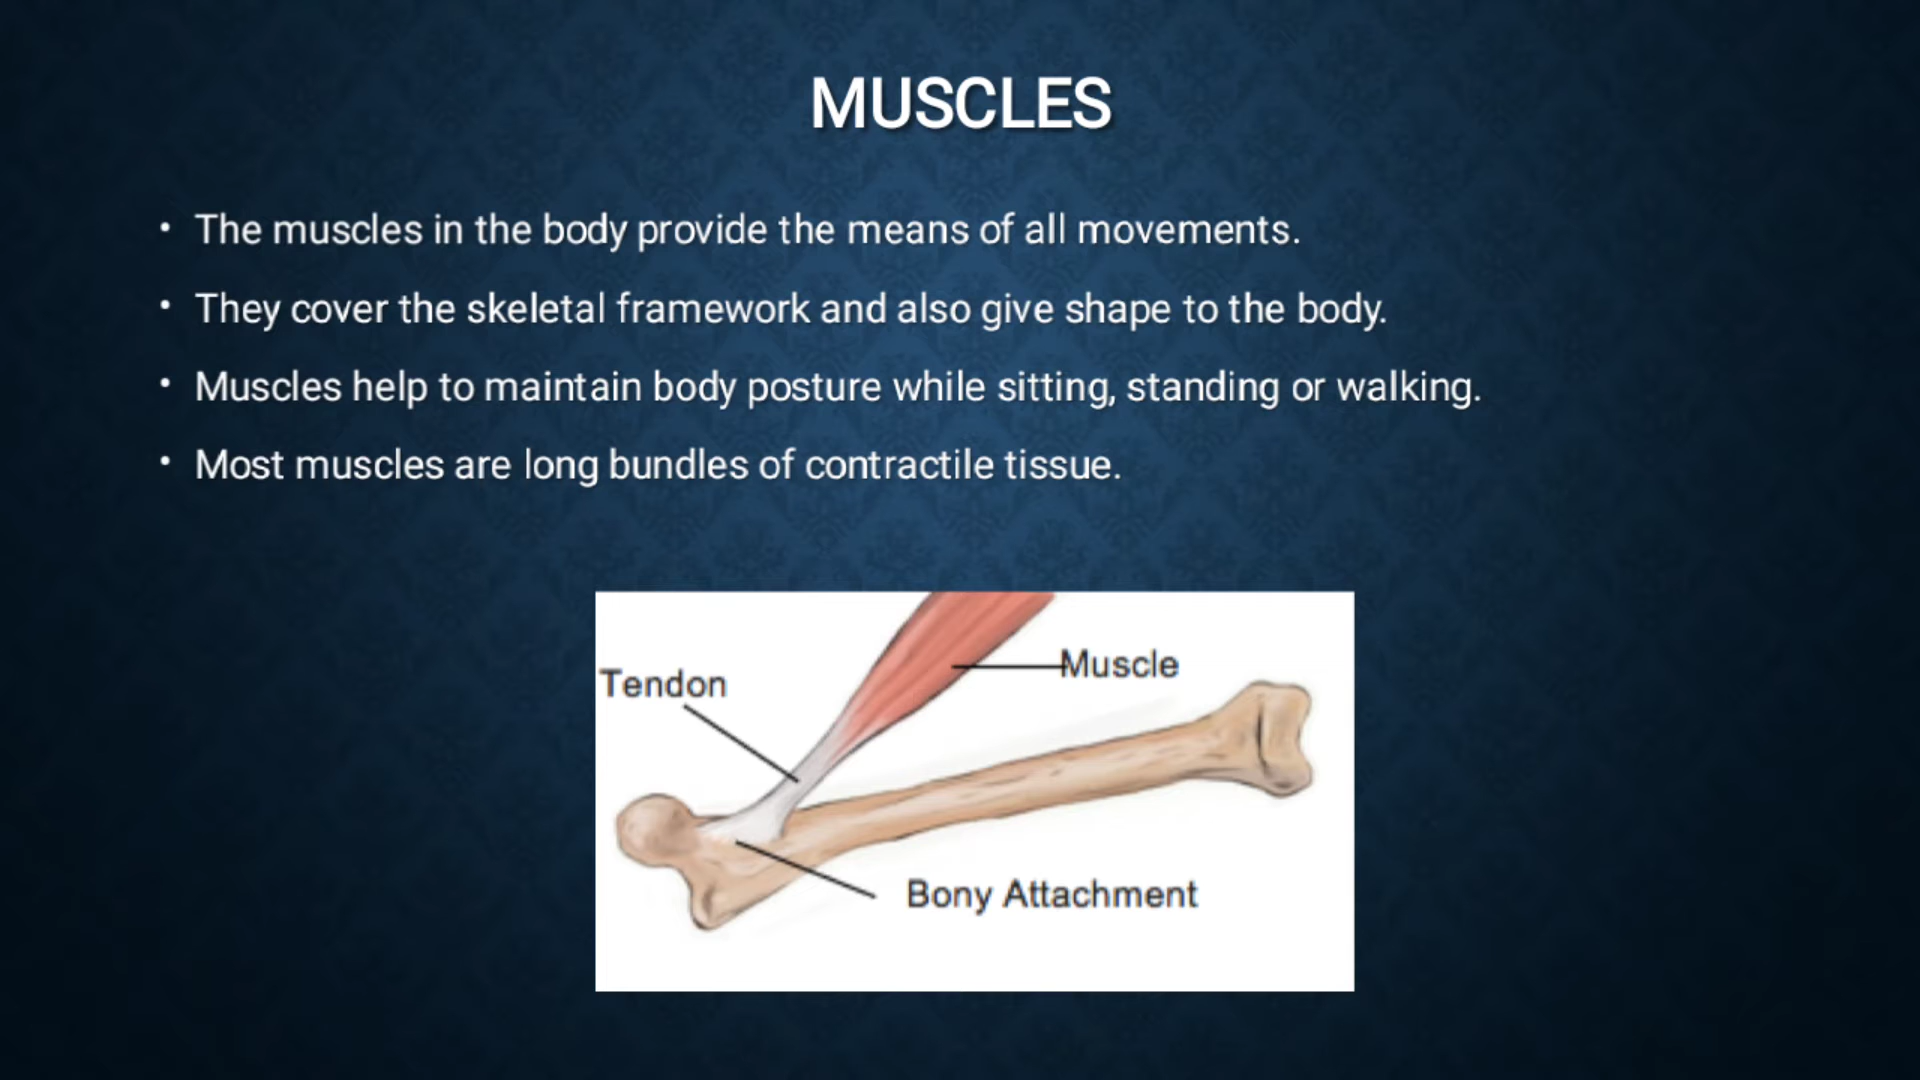 MUSCLES
• The muscles in the body provide the means of all movements.
• They cover the skeletal framework and also give shape to the body.
• Muscles help to maintain body posture while sitting, standing or walking.
• Most muscles are long bundles of contractile tissue.
Muscle
Tendon
Bony Attachment